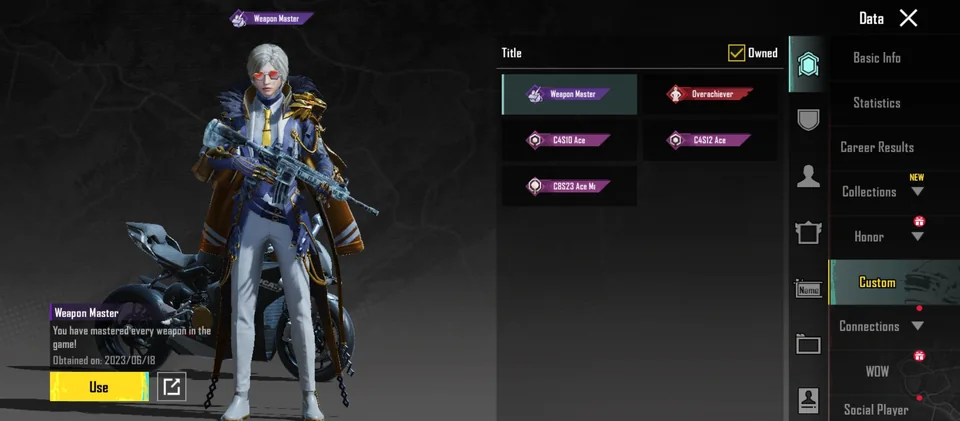 Weapon Master
Data
Title
Owned
Weapon Master
Overachiever
C4S10 Ace
C4S12 Ace
C8S23 Ace Ma
Name
Basic Info
Statistics
Career Results
NEW
Collections
Honor
Custom
Connections
WOW
Social Player
Weapon Master
You have mastered every weapon in the
game!
Obtained on: 2023/06/18
Use